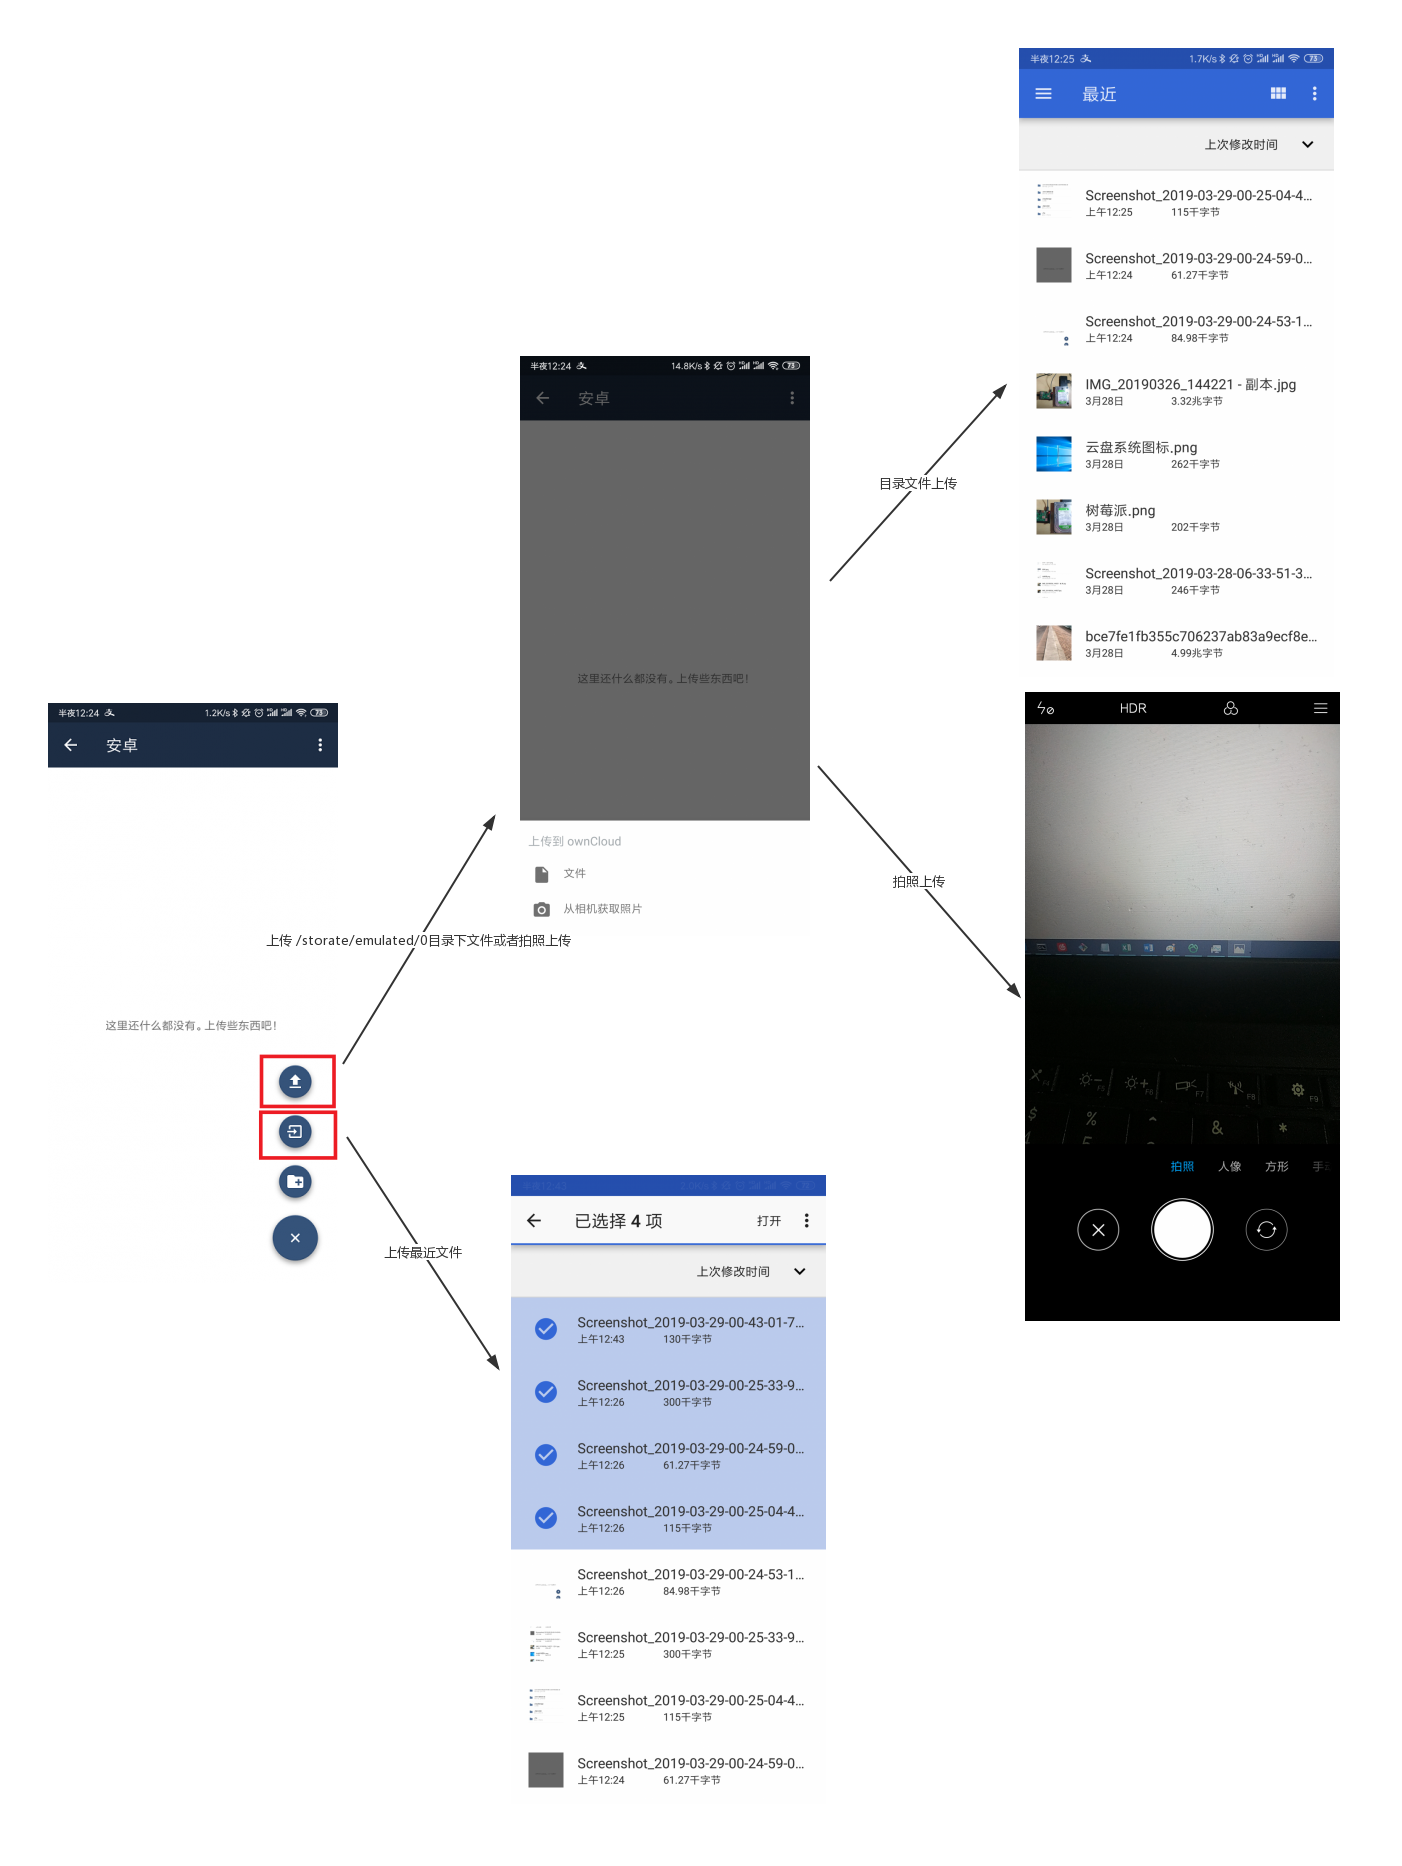 半夜12:25
1.7K/s
73
最近
上次修改时间
Screenshot_2019-03-29-00-25-04-4...
上午12:25 115千字节
Screenshot_2019-03-29-00-24-59-0...
上午12:24 61.27千字节
Screenshot_2019-03-29-00-24-53-1...
上午12:24 84.98千字节
IMG_20190326_144221 - 副本.jpg
3月28日 3.32兆字节
云盘系统图标.png
3月28日 262千字节
树莓派.png
3月28日 202千字节
Screenshot_2019-03-28-06-33-51-3...
3月28日 246千字节
bce7fe1fb355c706237ab83a9ecf8e...
3月28日 4.99兆字节
半夜12:24
14.8K/s
73
安卓
这里还什么都没有。上传些东西吧！
上传到 ownCloud
文件
从相机获取照片
目录文件上传
拍照上传
HDR
F7
F8
F9
$
%
&
*
拍照 人像 方形
半夜12:24
1.2K/s
73
安卓
这里还什么都没有。上传些东西吧！
上传 /storate/emulated/0目录下文件或者拍照上传
上传最近文件
半夜12:43
2.0K/s
已选择 4 项
打开
上次修改时间
Screenshot_2019-03-29-00-43-01-7...
上午12:43 130千字节
Screenshot_2019-03-29-00-25-33-9...
上午12:26 300千字节
Screenshot_2019-03-29-00-24-59-0...
上午12:26 61.27千字节
Screenshot_2019-03-29-00-25-04-4...
上午12:26 115千字节
Screenshot_2019-03-29-00-24-53-1...
上午12:26 84.98千字节
Screenshot_2019-03-29-00-25-33-9...
上午12:25 300千字节
Screenshot_2019-03-29-00-25-04-4...
上午12:25 115千字节
Screenshot_2019-03-29-00-24-59-0...
上午12:24 61.27千字节